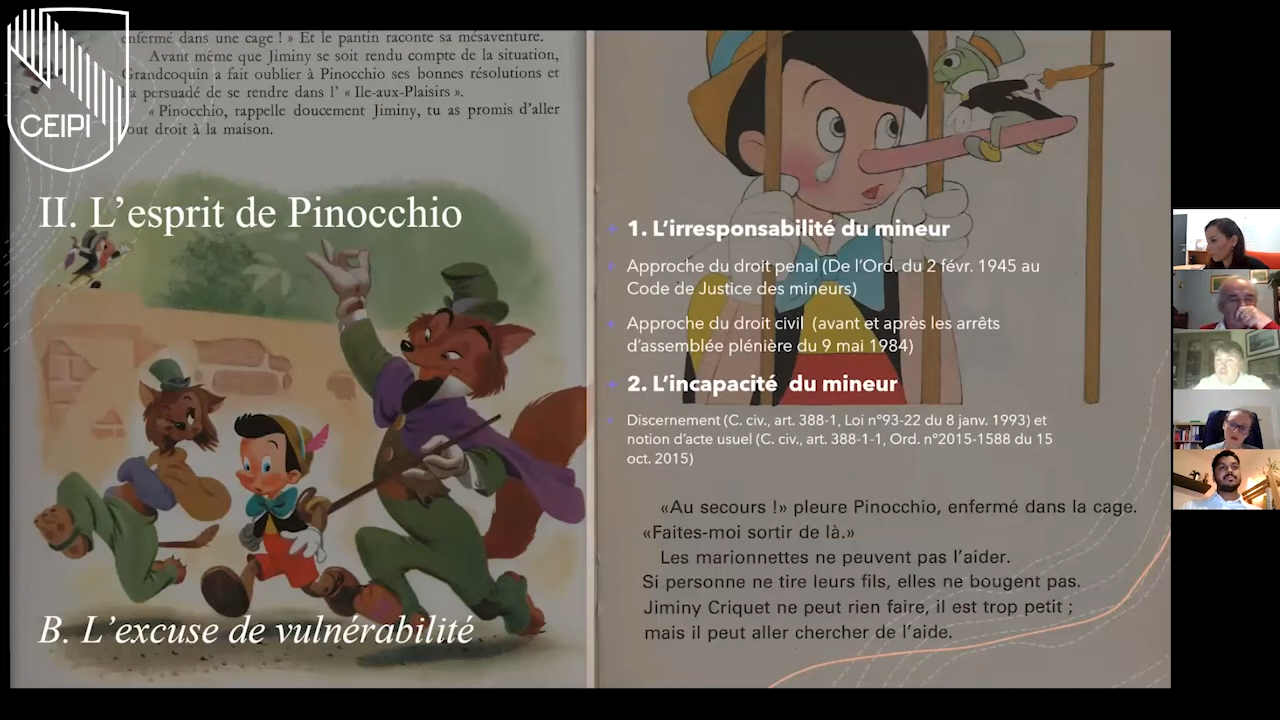 CEIPI
enfermé dans une cage ! » Et le pantin raconte sa mésaventure.
Avant même que Jiminy se soit rendu compte de la situation,
Grandcoquin a fait oublier à Pinocchio ses bonnes résolutions et
a persuadé de se rendre dans l' « Ile-aux-Plaisirs ».
« Pinocchio, rappelle doucement Jiminy, tu as promis d'aller
tout droit à la maison.
II. L'esprit de Pinocchio
B. L'excuse de vulnérabilité
1. L'irresponsabilité du mineur
Approche du droit penal (De l'Ord. du 2 févr. 1945 au
Code de Justice des mineurs)
Approche du droit civil (avant et après les arrêts
d'assemblée plénière du 9 mai 1984)
2. L'incapacité du mineur
Discernement (C. civ., art. 388-1, Loi n°93-22 du 8 janv. 1993) et
notion d'acte usuel (C. civ., art. 388-1-1, Ord. n°2015-1588 du 15
oct. 2015)
«Au secours !» pleure Pinocchio, enfermé dans la cage.
«Faites-moi sortir de là.»
Les marionnettes ne peuvent pas l'aider.
Si personne ne tire leurs fils, elles ne bougent pas.
Jiminy Criquet ne peut rien faire, il est trop petit ;
mais il peut aller chercher de l'aide.